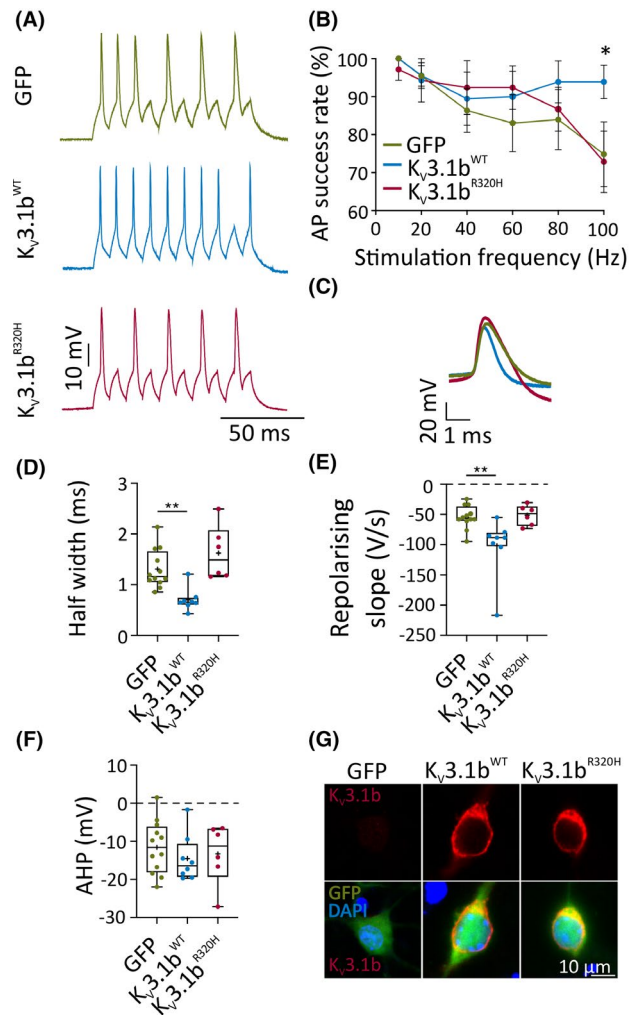 (A)
GFP
Kᵥ3.1bᵂᵀ
Kᵥ3.1bᴿ³²⁰ᴴ
10 mV
50 ms
(B)
AP success rate (%)
100
90
80
70
60
*
GFP
Kᵥ3.1bᵂᵀ
Kᵥ3.1bᴿ³²⁰ᴴ
0 20 40 60 80 100
Stimulation frequency (Hz)
(C)
20 mV
1 ms
(D)
Half width (ms)
3
2
1
0
**
GFP
Kᵥ3.1bᵂᵀ
Kᵥ3.1bᴿ³²⁰ᴴ
(E)
Repolarising
slope (V/s)
0
-50
-100
-150
-200
-250
**
GFP
Kᵥ3.1bᵂᵀ
Kᵥ3.1bᴿ³²⁰ᴴ
(F)
AHP (mV)
10
0
-10
-20
-30
GFP
Kᵥ3.1bᵂᵀ
Kᵥ3.1bᴿ³²⁰ᴴ
(G)
GFP Kᵥ3.1bᵂᵀ Kᵥ3.1bᴿ³²⁰ᴴ
Kᵥ3.1b
GFP
DAPI
Kᵥ3.1b
10 µm